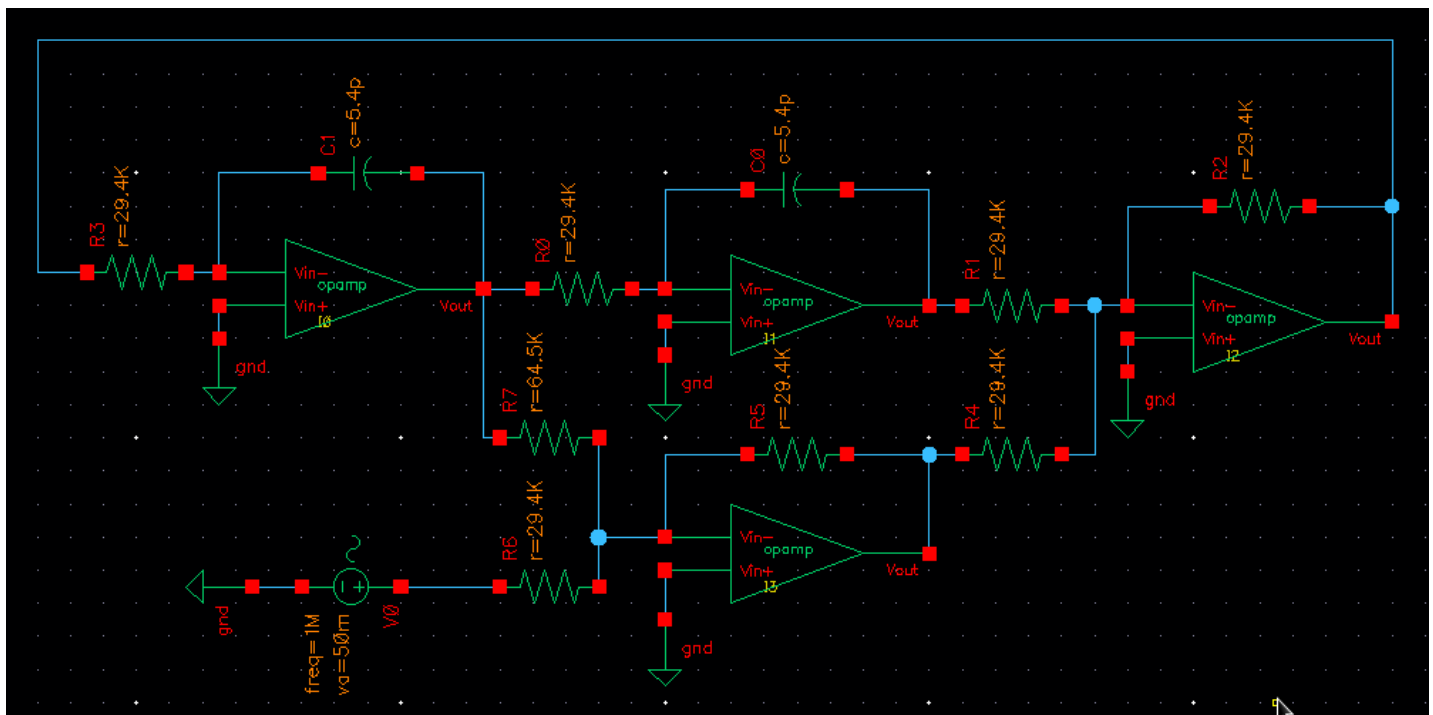 C1
c=5.4p
C0
c=5.4p
R2
r=29.4K
R3
r=29.4K
R0
r=29.4K
R1
r=29.4K
Vin-
opamp
Vin+
I0
Vout
gnd
Vin-
opamp
Vin+
I1
Vout
gnd
Vin-
opamp
Vin+
I2
Vout
gnd
R7
r=64.5K
R5
r=29.4K
R4
r=29.4K
R6
r=29.4K
Vin-
opamp
Vin+
I3
Vout
gnd
gnd
V0
freq=1M
va=50m